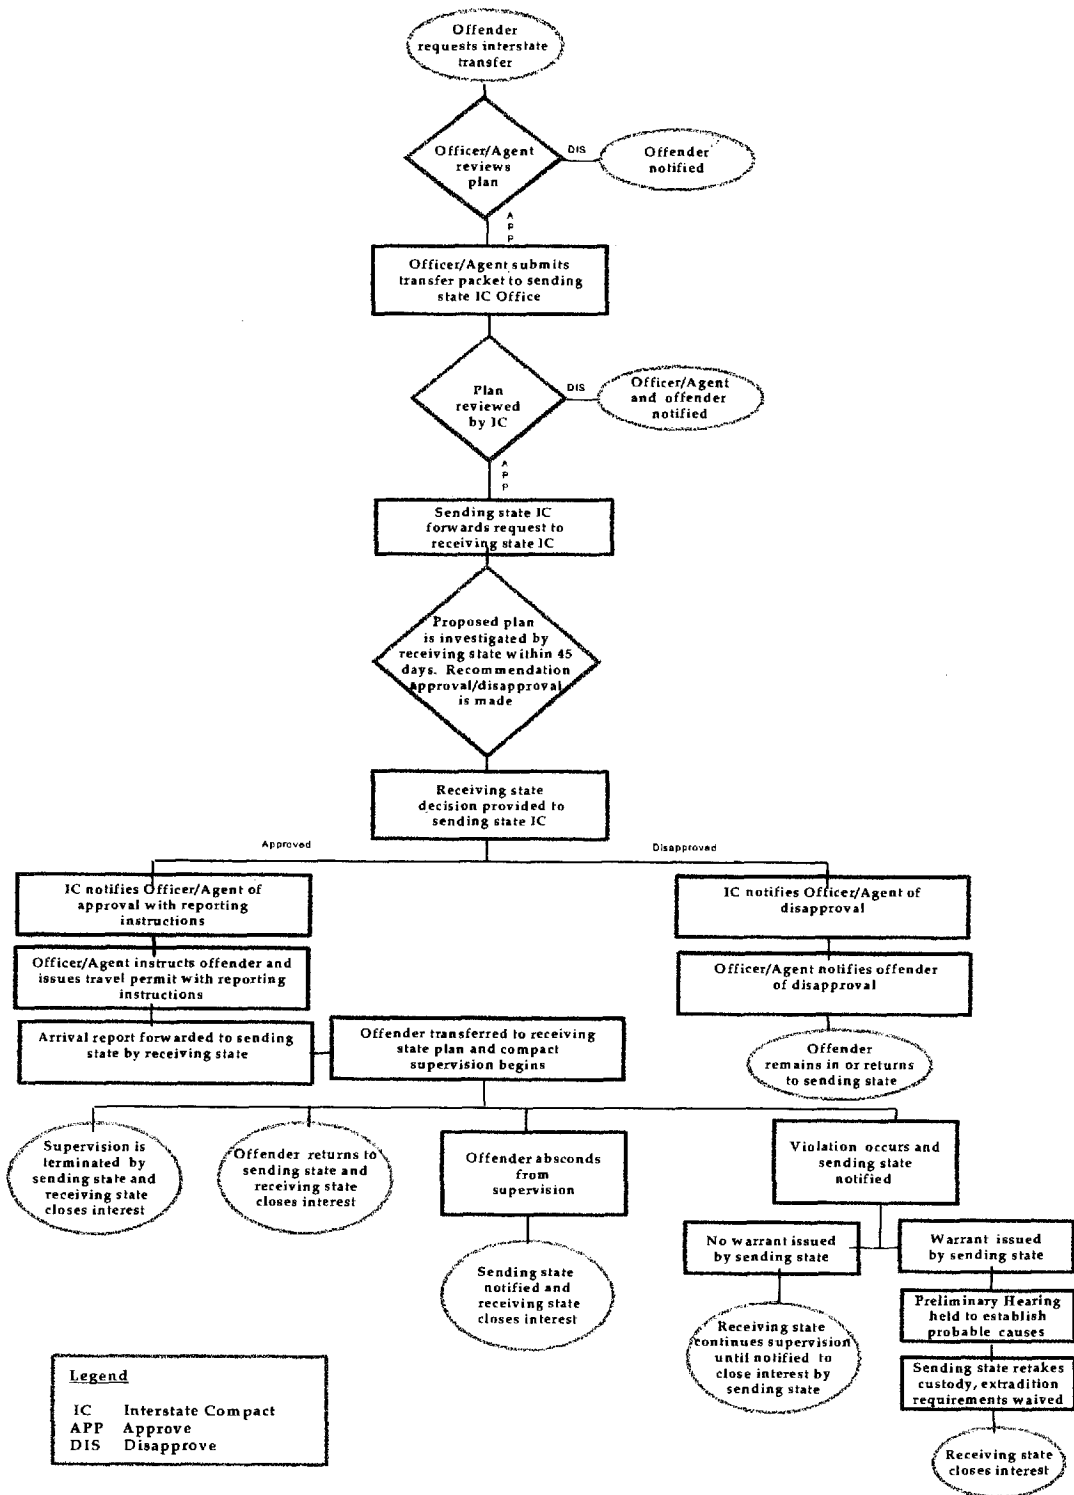 Offender
requests interstate
transfer
Officer/Agent
reviews
plan
DIS
Offender
notified
A
P
P
Officer/Agent submits
transfer packet to sending
state IC Office
Plan
reviewed
by IC
DIS
Officer/Agent
and offender
notified
A
P
P
Sending state IC
forwards request to
receiving state IC
Proposed plan
is investigated by
receiving state within 45
days. Recommendation
approval/disapproval
is made
Receiving state
decision provided to
sending state IC
Approved
Disapproved
IC notifies Officer/Agent of
approval with reporting
instructions
IC notifies Officer/Agent of
disapproval
Officer/Agent instructs offender and
issues travel permit with reporting
instructions
Officer/Agent notifies offender
of disapproval
Arrival report forwarded to sending
state by receiving state
Offender transferred to receiving
state plan and compact
supervision begins
Offender
remains in or returns
to sending state
Supervision is
terminated by
sending state and
receiving state
closes interest
Offender returns to
sending state and
receiving state
closes interest
Offender absconds
from
supervision
Violation occurs and
sending state
notified
Sending state
notified and
receiving state
closes interest
No warrant issued
by sending state
Warrant issued
by sending state
Receiving state
continues supervision
until notified to
close interest by
sending state
Preliminary Hearing
held to establish
probable causes
Sending state retakes
custody, extradition
requirements waived
Receiving state
closes interest
Legend
IC Interstate Compact
APP Approve
DIS Disapprove